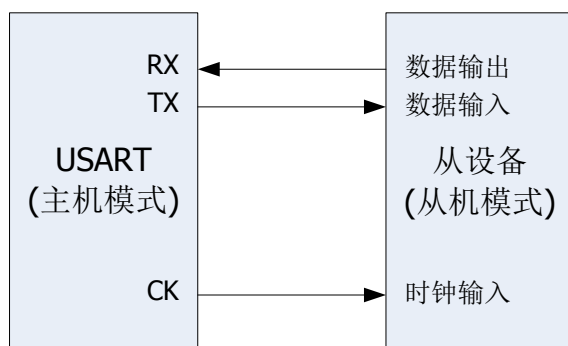 RX
TX
USART
(主机模式)
CK
数据输出
数据输入
从设备
(从机模式)
时钟输入